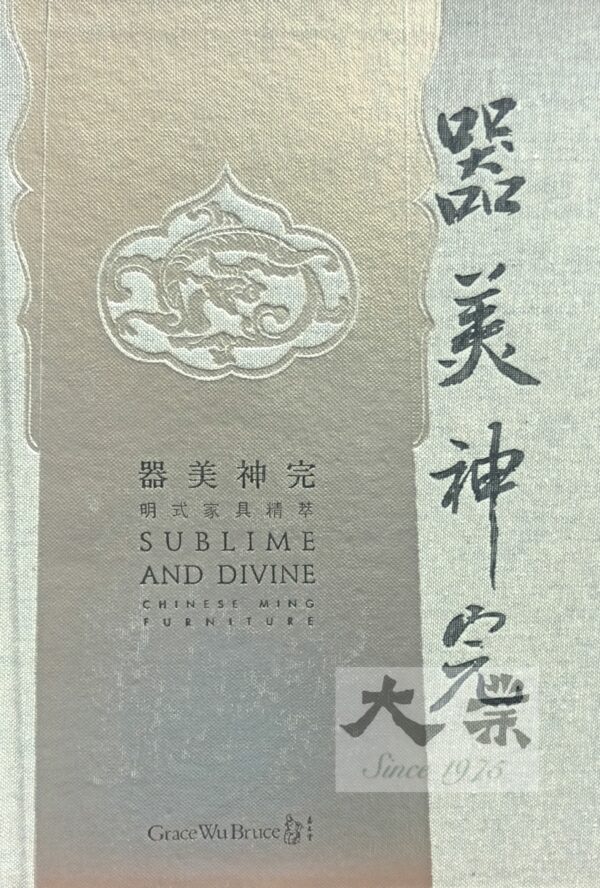 器美神完
器美神完
明式家具精萃
SUBLIME
AND DIVINE
CHINESE MING
FURNITURE
大業
Since 1975
Grace Wu Bruce